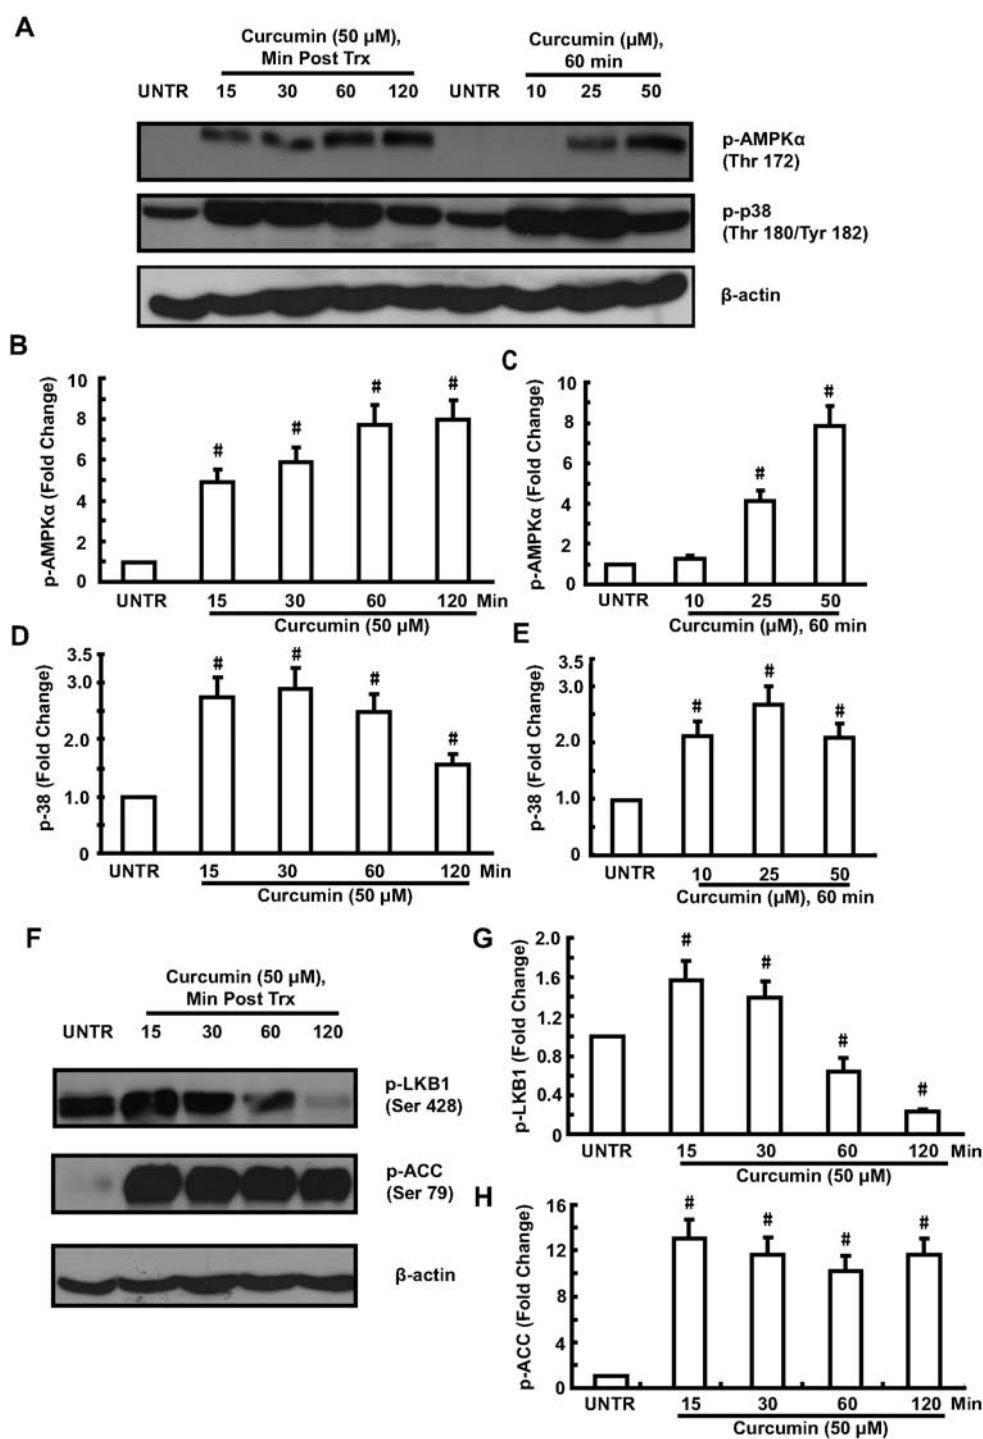 A
Curcumin (50 µM),
Min Post Trx
Curcumin (µM),
60 min
UNTR 15 30 60 120 UNTR 10 25 50
p-AMPKα
(Thr 172)
p-p38
(Thr 180/Tyr 182)
β-actin
B
p-AMPKα (Fold Change)
10
8
6
4
2
0
# # # #
UNTR 15 30 60 120 Min
Curcumin (50 µM)
C
p-AMPKα (Fold Change)
10
8
6
4
2
0
# #
UNTR 10 25 50
Curcumin (µM), 60 min
D
p-38 (Fold Change)
3.5
3.0
2.0
1.0
0
# # # #
UNTR 15 30 60 120 Min
Curcumin (50 µM)
E
p-38 (Fold Change)
3.5
3.0
2.0
1.0
0
# # #
UNTR 10 25 50
Curcumin (µM), 60 min
F
Curcumin (50 µM),
Min Post Trx
UNTR 15 30 60 120
p-LKB1
(Ser 428)
p-ACC
(Ser 79)
β-actin
G
p-LKB1 (Fold Change)
2.0
1.6
1.2
0.8
0.4
0
# # # #
UNTR 15 30 60 120 Min
Curcumin (50 µM)
H
p-ACC (Fold Change)
16
12
8
4
0
# # # #
UNTR 15 30 60 120 Min
Curcumin (50 µM)